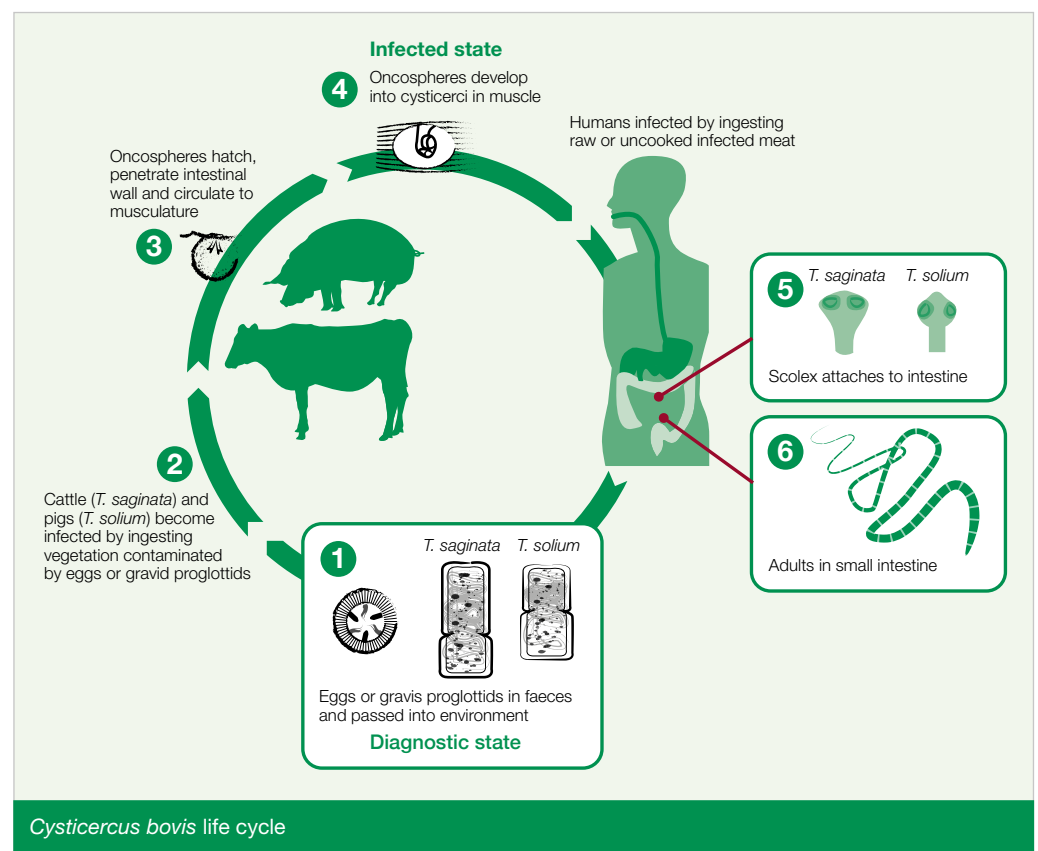 Infected state
4
Oncospheres develop
into cysticerci in muscle
Humans infected by ingesting
raw or uncooked infected meat
Oncospheres hatch,
penetrate intestinal
wall and circulate to
musculature
3
5
T. saginata T. solium
Scolex attaches to intestine
6
Adults in small intestine
2
Cattle (T. saginata) and
pigs (T. solium) become
infected by ingesting
vegetation contaminated
by eggs or gravid proglottids
1
T. saginata T. solium
Eggs or gravis proglottids in faeces
and passed into environment
Diagnostic state
Cysticercus bovis life cycle